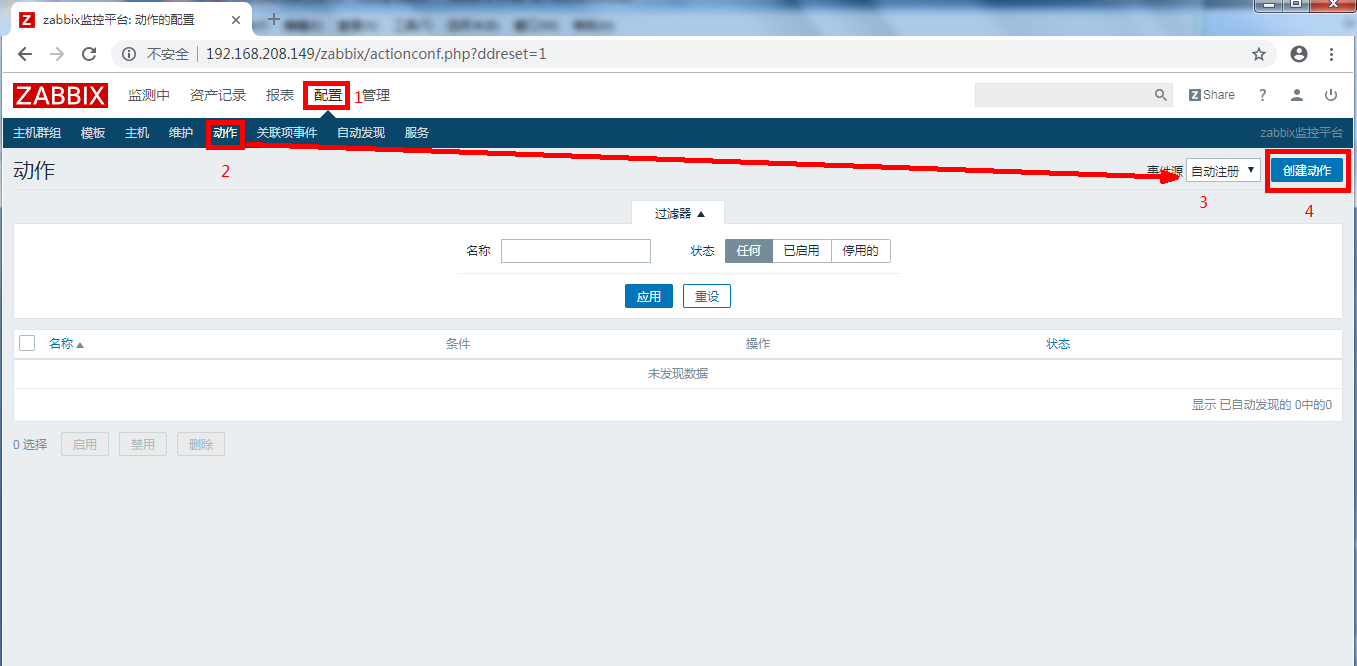 Z zabbix监控平台: 动作的配置
不安全 192.168.208.149/zabbix/actionconf.php?ddreset=1
ZABBIX 监测中 资产记录 报表 配置 1 管理 Z Share ?
主机群组 模板 主机 维护 动作 关联项事件 自动发现 服务 zabbix监控平台
动作 2 事件源 自动注册 创建动作
3 4
过滤器
名称 状态 任何 已启用 停用的
应用 重设
名称 条件 操作 状态
未发现数据
显示 已自动发现的 0中的0
0 选择 启用 禁用 删除